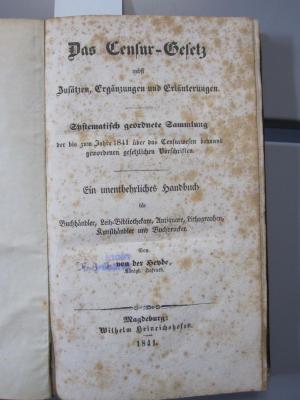 Das Censur-Gesetz
nebst
Zusätzen, Ergänzungen und Erläuterungen.
Systematisch geordnete Sammlung
der bis zum Jahre 1841 über das Censurwesen bekannt
gewordenen gesetzlichen Vorschriften.
Ein unentbehrliches Handbuch
für
Buchhändler, Leih-Bibliothekare, Antiquare, Lithographen,
Kunsthändler und Buchdrucker.
Von
von der Heyde,
Königl. Hofrath.
Magdeburg:
Wilhelm Heinrichshofen.
1841.